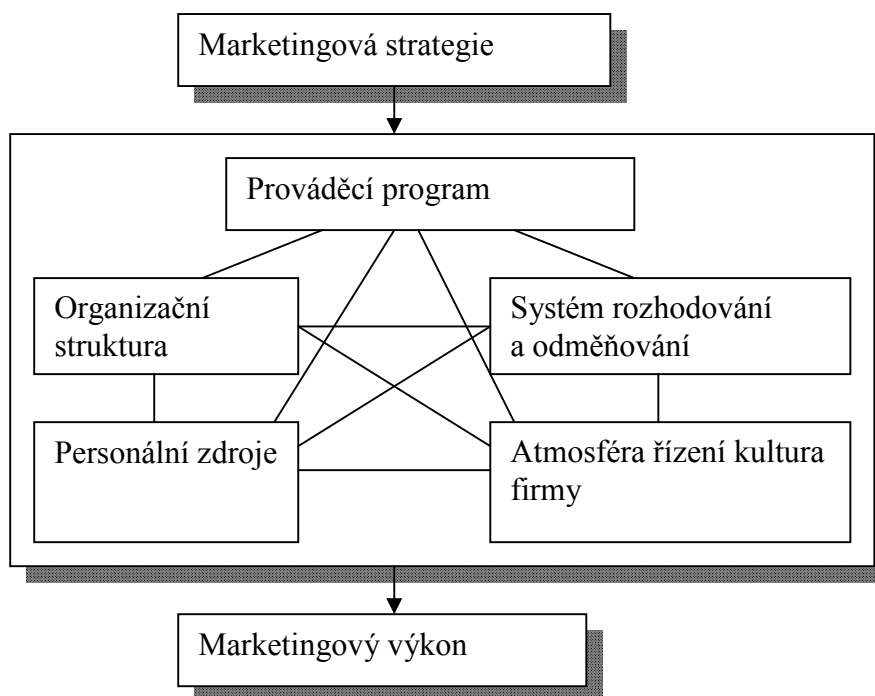 Marketingová strategie
Prováděcí program
Organizační
struktura
Systém rozhodování
a odměňování
Personální zdroje
Atmosféra řízení kultura
firmy
Marketingový výkon